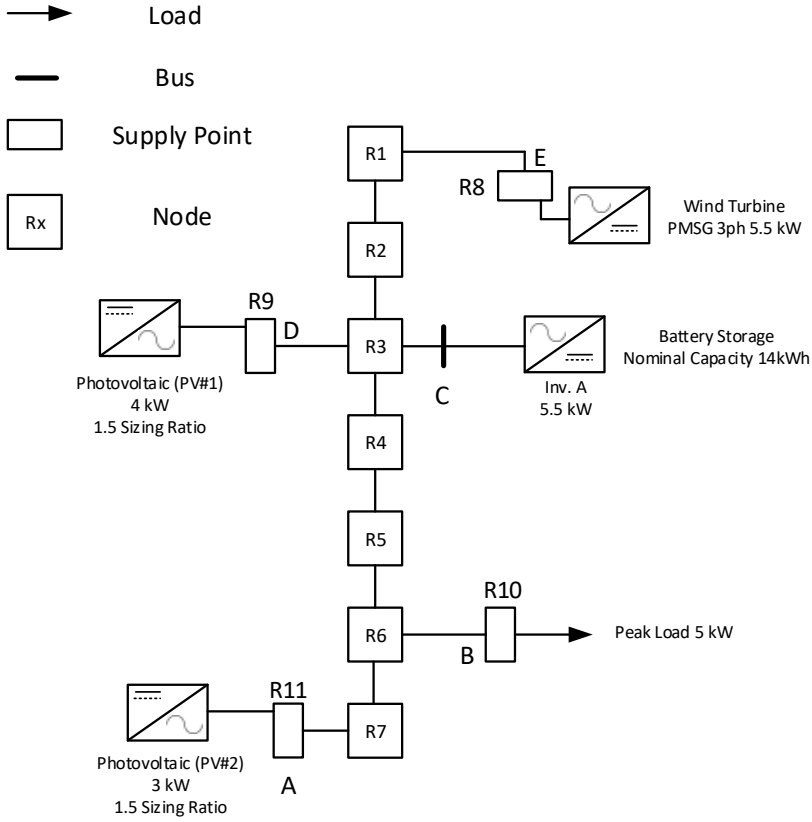 Load
Bus
Supply Point
Rx
Node
R1
E
R8
Wind Turbine
PMSG 3ph 5.5 kW
R2
R9
D
R3
C
Battery Storage
Nominal Capacity 14kWh
Inv. A
5.5 kW
Photovoltaic (PV#1)
4 kW
1.5 Sizing Ratio
R4
R5
R10
R6
B
Peak Load 5 kW
R11
R7
A
Photovoltaic (PV#2)
3 kW
1.5 Sizing Ratio